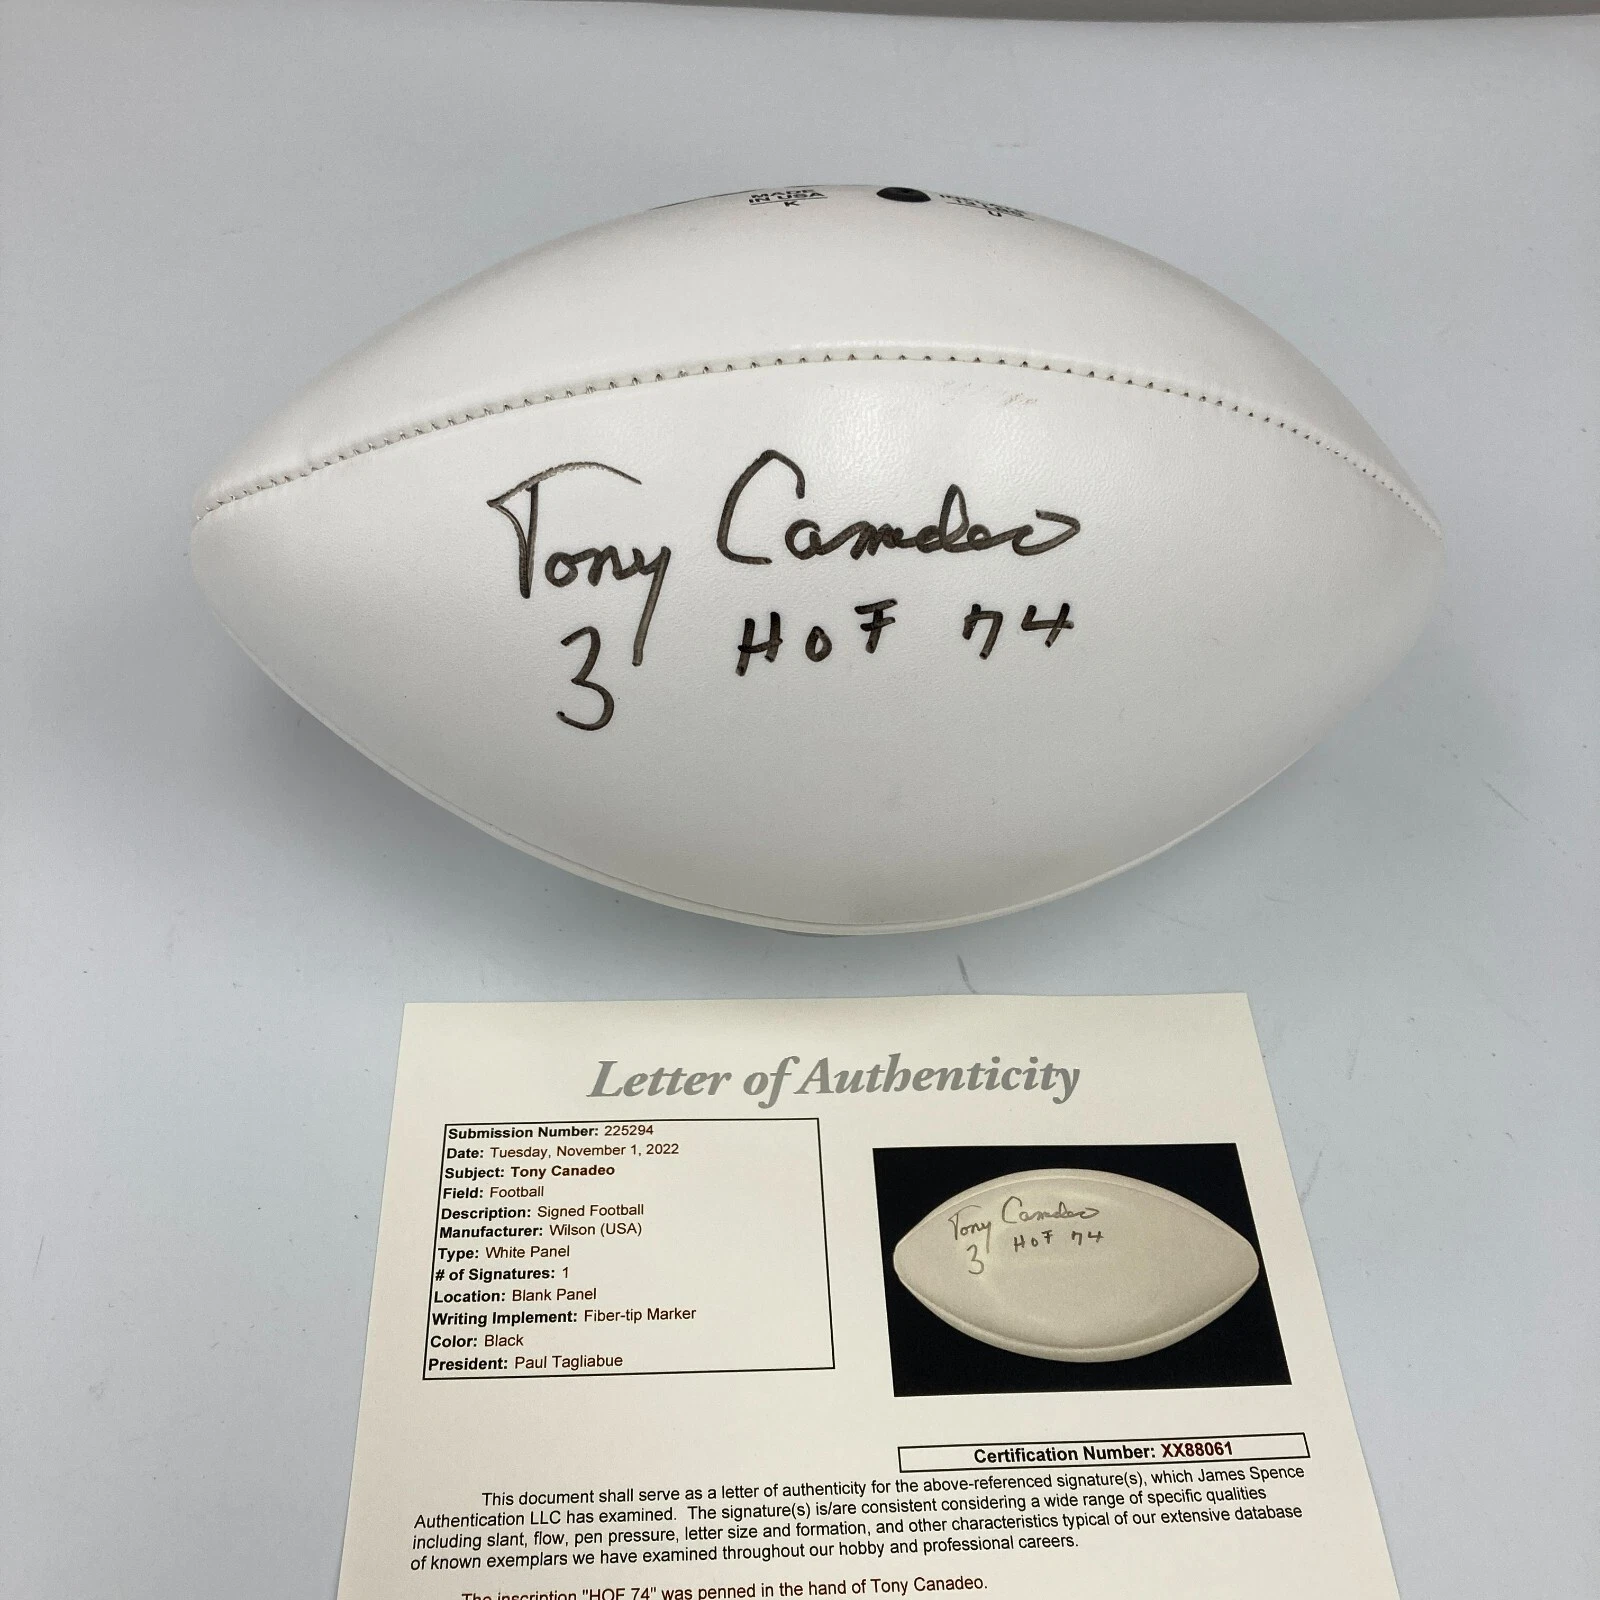 MADE
IN USA
K
Tony Canadeo
3 HOF 74
Letter of Authenticity
Submission Number: 225294
Date: Tuesday, November 1, 2022
Subject: Tony Canadeo
Field: Football
Description: Signed Football
Manufacturer: Wilson (USA)
Type: White Panel
# of Signatures: 1
Location: Blank Panel
Writing Implement: Fiber-tip Marker
Color: Black
President: Paul Tagliabue
Tony Canadeo
3 HOF 74
Certification Number: XX88061
This document shall serve as a letter of authenticity for the above-referenced signature(s), which James Spence
Authentication LLC has examined. The signature(s) is/are consistent considering a wide range of specific qualities
including slant, flow, pen pressure, letter size and formation, and other characteristics typical of our extensive database
of known exemplars we have examined throughout our hobby and professional careers.
The inscription "HOF 74" was penned in the hand of Tony Canadeo.